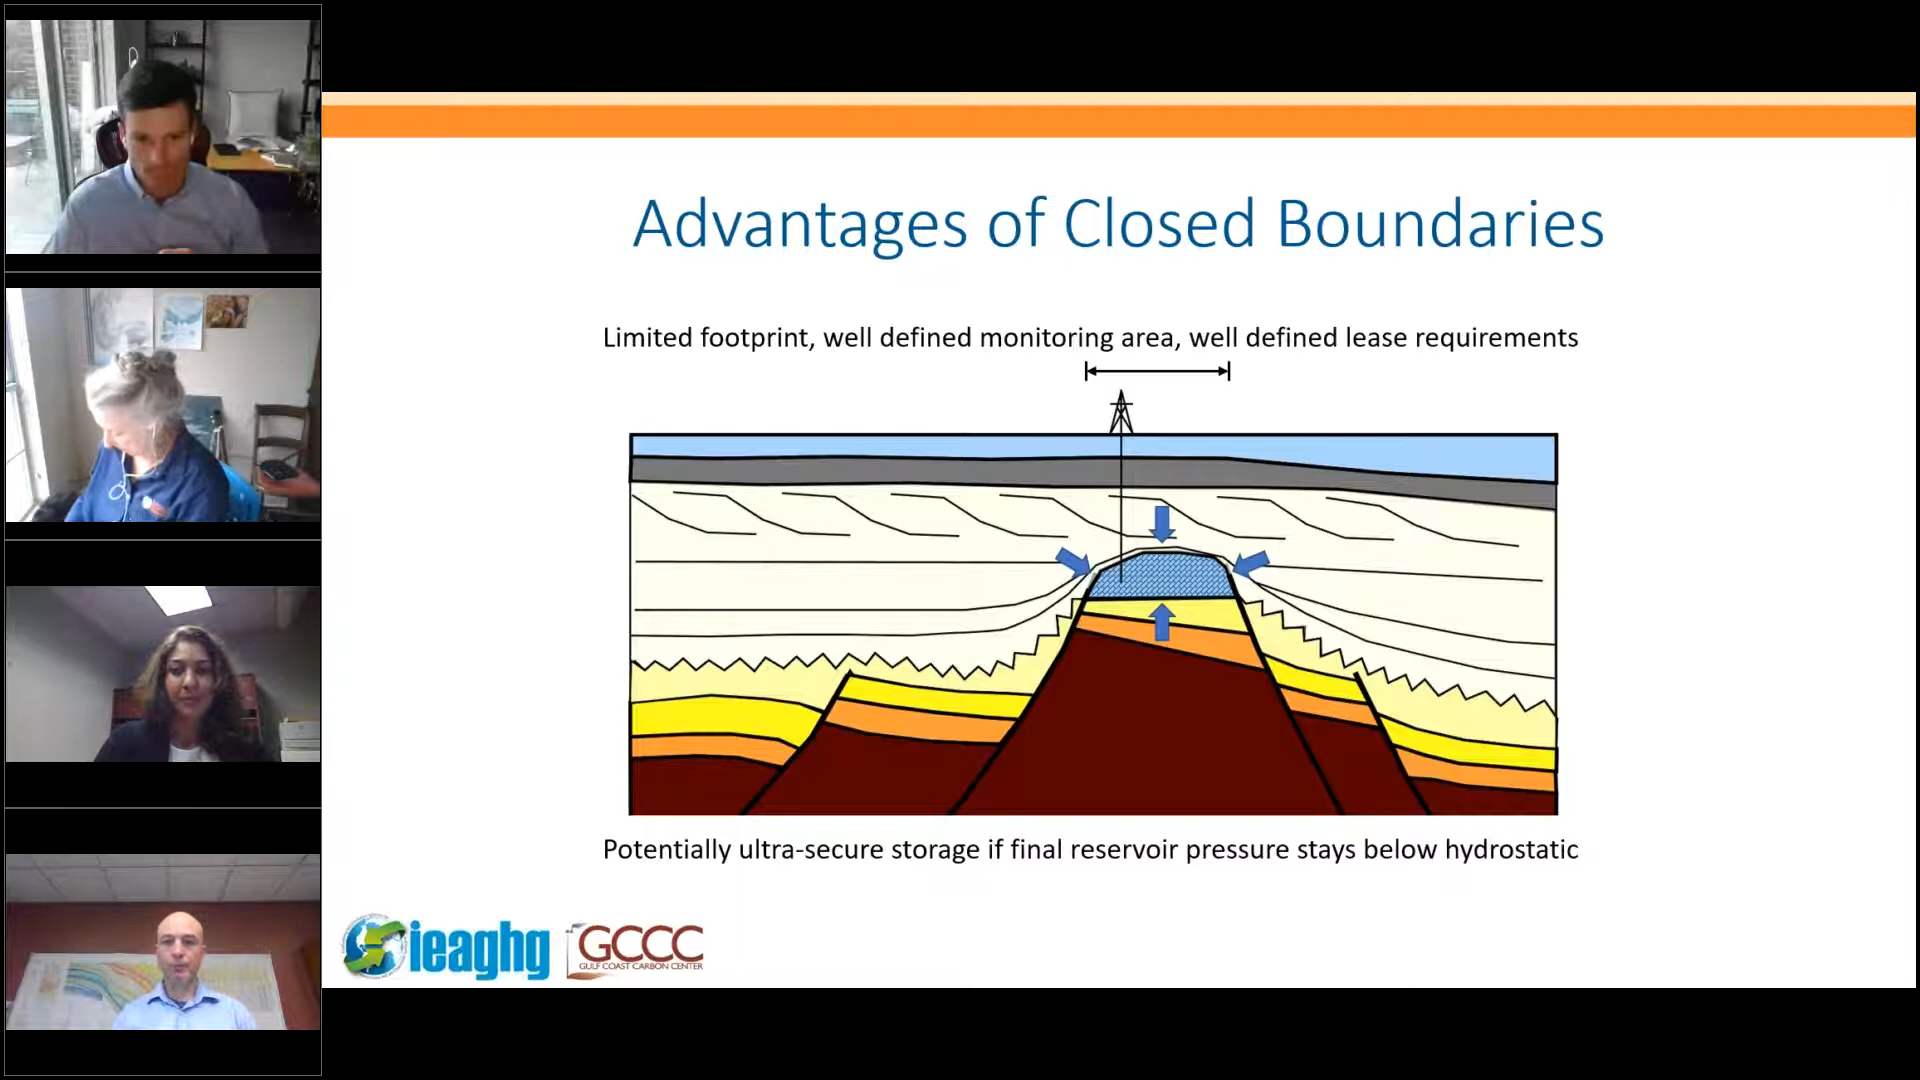 Advantages of Closed Boundaries
Limited footprint, well defined monitoring area, well defined lease requirements
Potentially ultra-secure storage if final reservoir pressure stays below hydrostatic
ieaghg
GCCC
GULF COAST CARBON CENTER